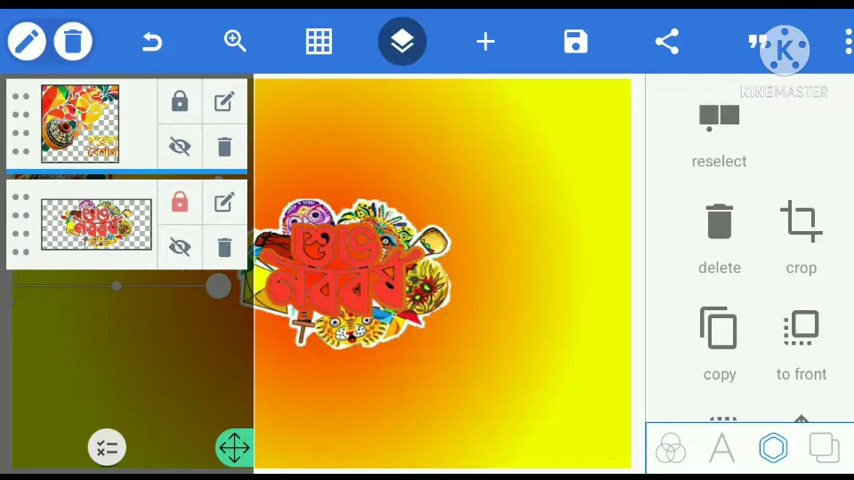 KINEMASTER
reselect
delete
crop
copy
to front
শুভ
নববর্ষ